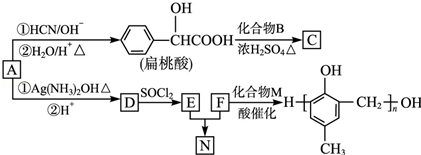 OH
①HCN/OH⁻
②H₂O/H⁺ △
CHCOOH
化合物B
浓H₂SO₄△
C
(扁桃酸)
A
①Ag(NH₃)₂OH△
②H⁺
D
SOCl₂
E
F
化合物M
酸催化
N
OH
H
CH₂
n
OH
CH₃